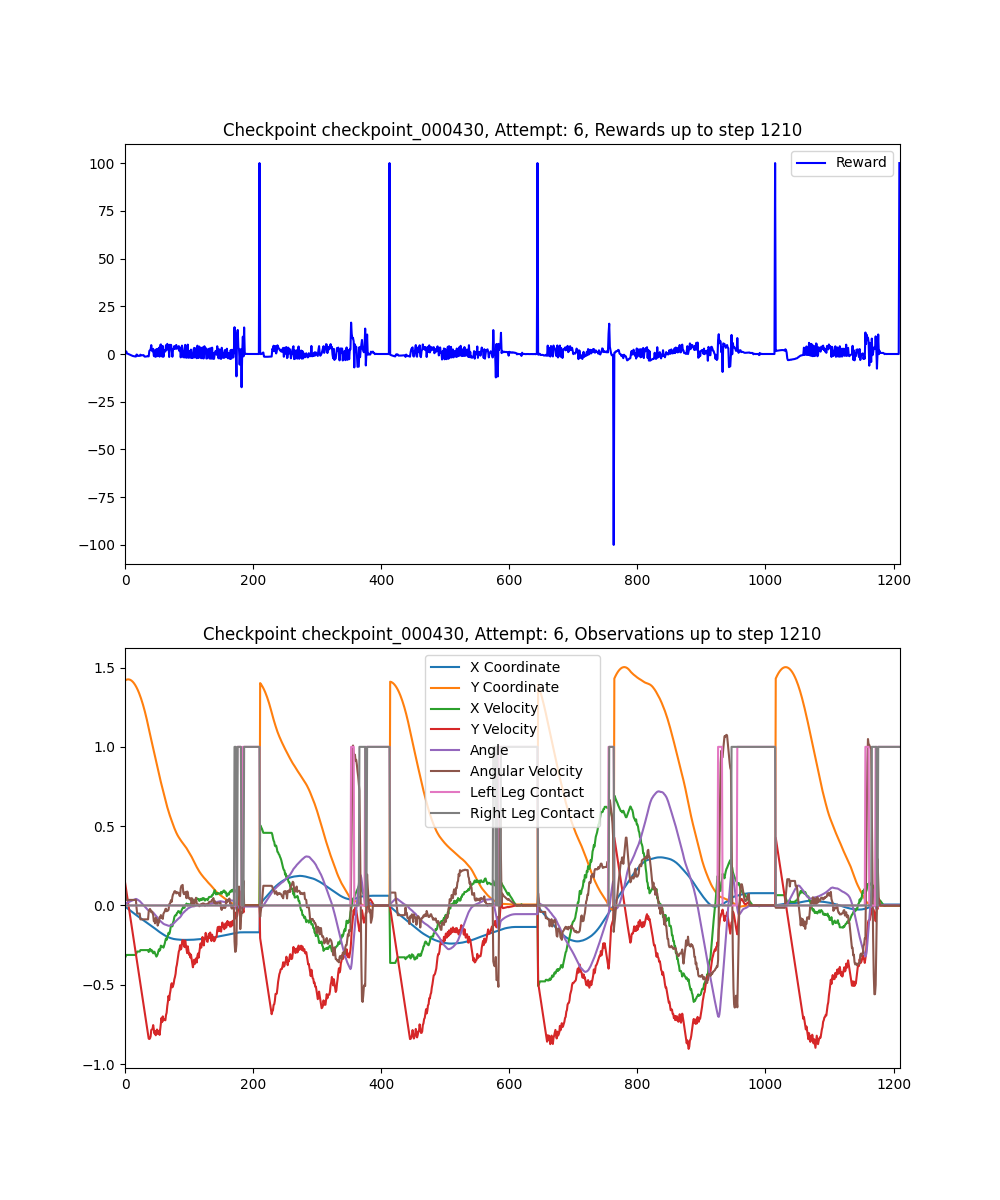 Checkpoint checkpoint_000430, Attempt: 6, Rewards up to step 1210
100
75
50
25
0
−25
−50
−75
−100
Reward
0 200 400 600 800 1000 1200
Checkpoint checkpoint_000430, Attempt: 6, Observations up to step 1210
1.5
1.0
0.5
0.0
−0.5
−1.0
X Coordinate
Y Coordinate
X Velocity
Y Velocity
Angle
Angular Velocity
Left Leg Contact
Right Leg Contact
0 200 400 600 800 1000 1200